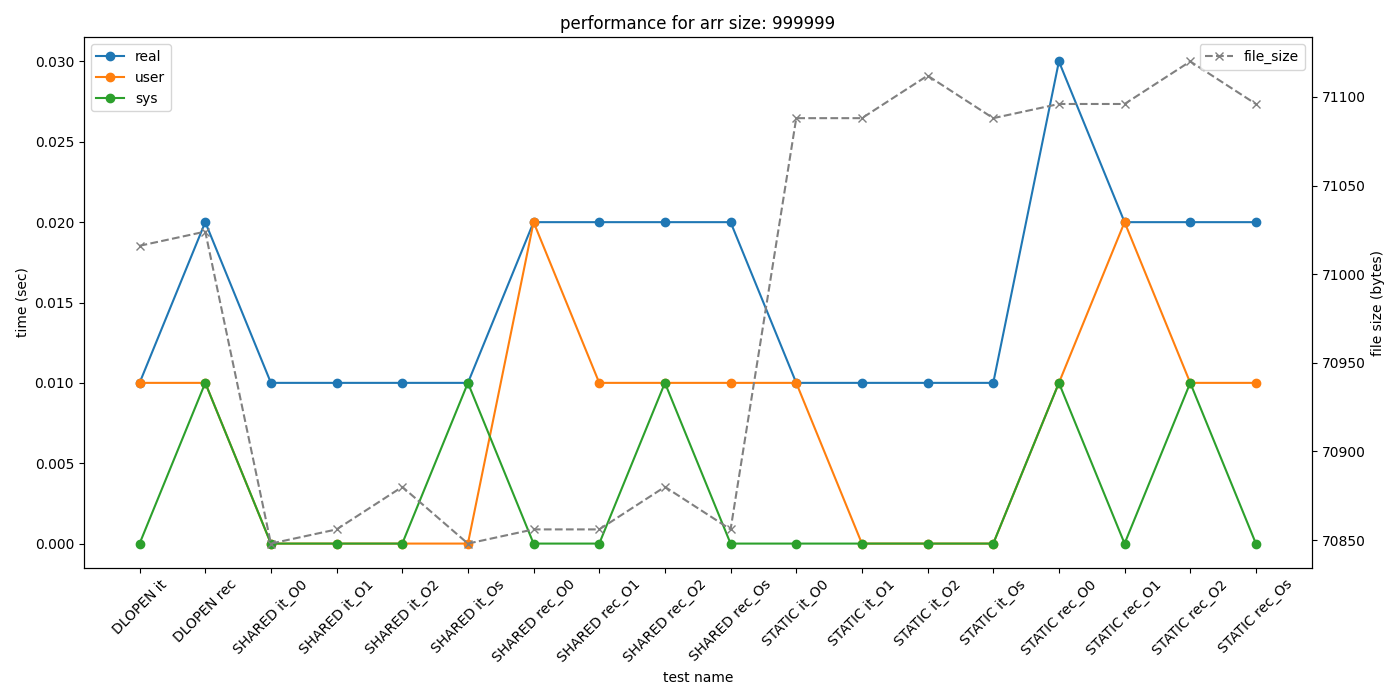 performance for arr size: 999999
real
user
sys
file_size
0.030
0.025
0.020
0.015
0.010
0.005
0.000
time (sec)
71100
71050
71000
70950
70900
70850
file size (bytes)
DLOPEN it
DLOPEN rec
SHARED it_O0
SHARED it_O1
SHARED it_O2
SHARED it_Os
SHARED rec_O0
SHARED rec_O1
SHARED rec_O2
SHARED rec_Os
STATIC it_O0
STATIC it_O1
STATIC it_O2
STATIC it_Os
STATIC rec_O0
STATIC rec_O1
STATIC rec_O2
STATIC rec_Os
test name